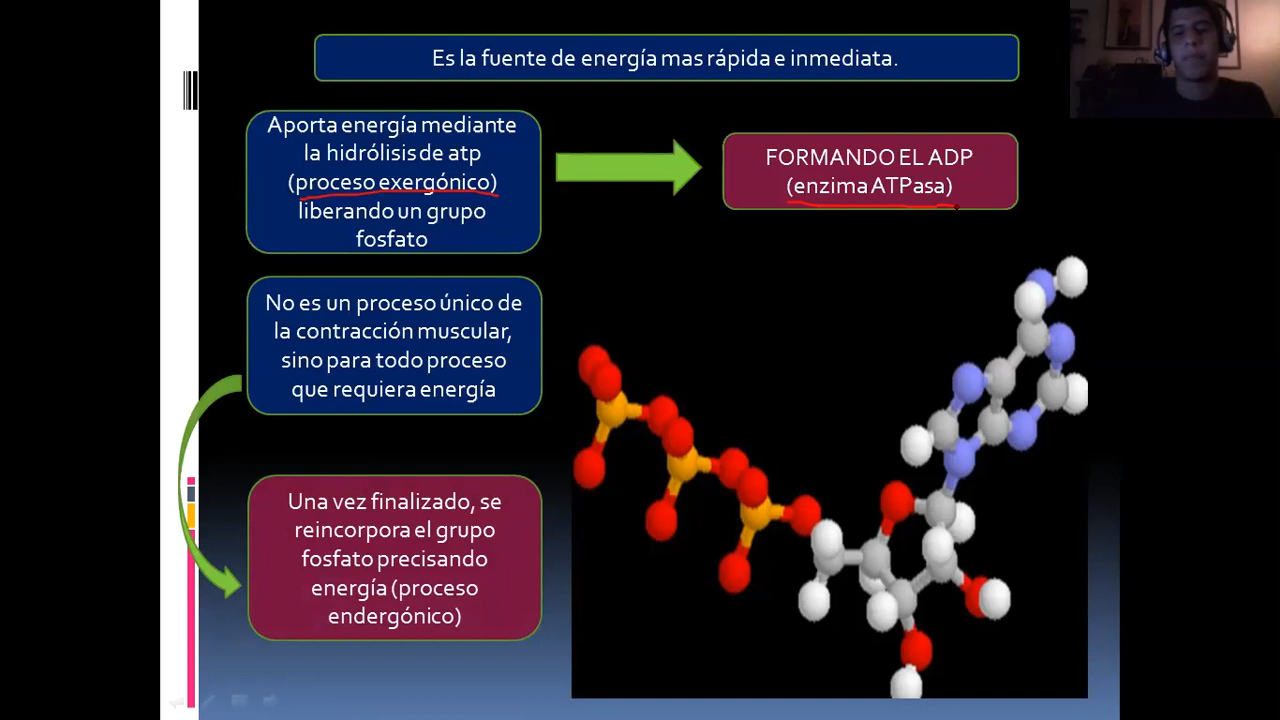 Es la fuente de energía mas rápida e inmediata.
Aporta energía mediante
la hidrólisis de atp
(proceso exergónico)
liberando un grupo
fosfato
FORMANDO EL ADP
(enzima ATPasa)
No es un proceso único de
la contracción muscular,
sino para todo proceso
que requiera energía
Una vez finalizado, se
reincorpora el grupo
fosfato precisando
energía (proceso
endergónico)